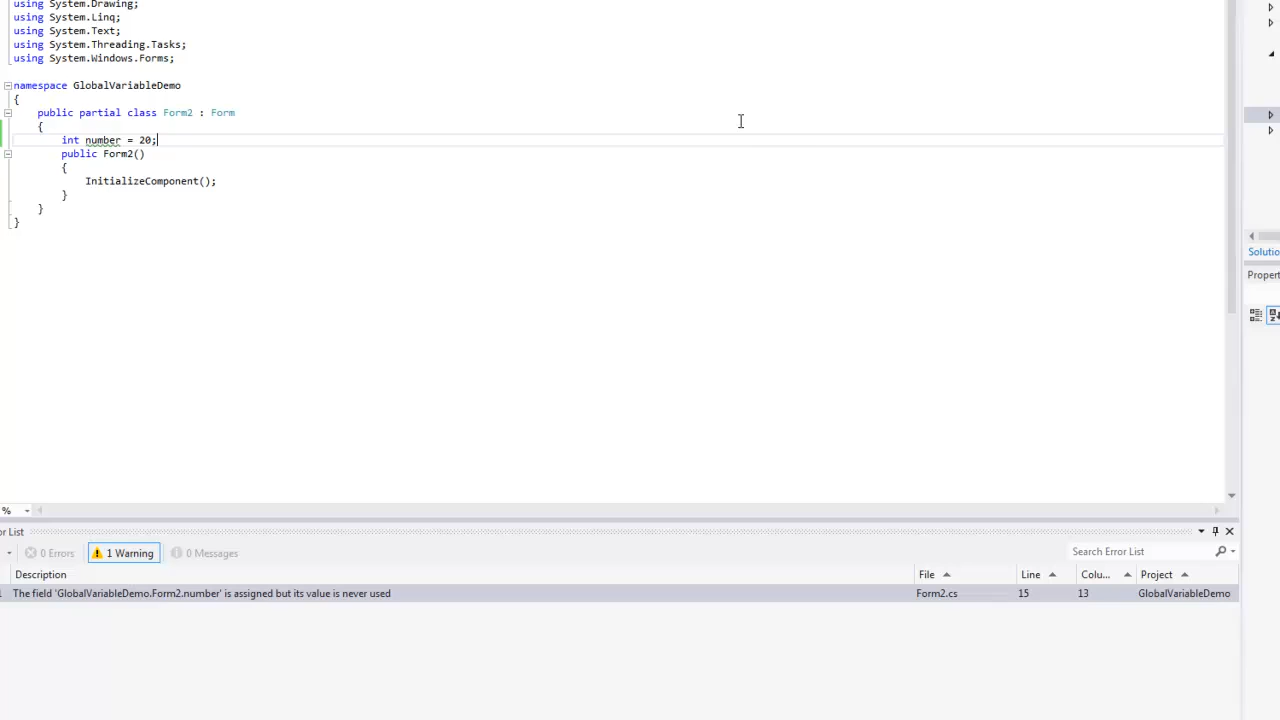 using System.Drawing;
using System.Linq;
using System.Text;
using System.Threading.Tasks;
using System.Windows.Forms;
namespace GlobalVariableDemo
{
public partial class Form2 : Form
{
int number = 20;
public Form2()
{
InitializeComponent();
}
}
}
Solutio
Propert
%
or List
0 Errors
1 Warning
0 Messages
Search Error List
Description
File
Line
Colu...
Project
1
The field 'GlobalVariableDemo.Form2.number' is assigned but its value is never used
Form2.cs
15
13
GlobalVariableDemo